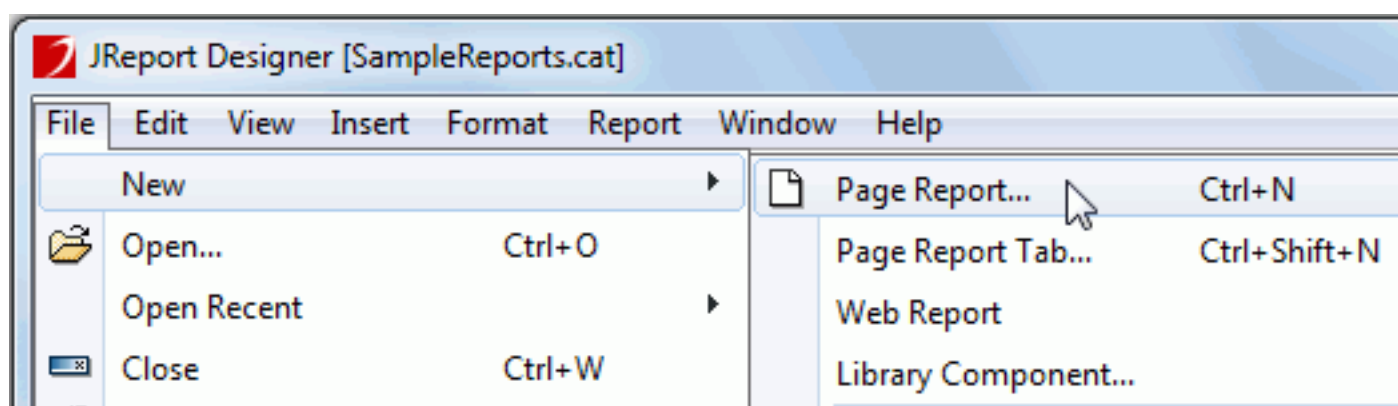 JReport Designer [SampleReports.cat]
File Edit View Insert Format Report Window Help
New
Open... Ctrl+O
Open Recent
Close Ctrl+W
Page Report... Ctrl+N
Page Report Tab... Ctrl+Shift+N
Web Report
Library Component...